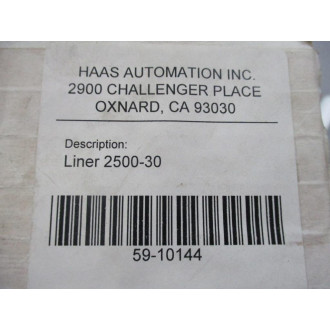 HAAS AUTOMATION INC.
2900 CHALLENGER PLACE
OXNARD, CA 93030
Description:
Liner 2500-30
59-10144